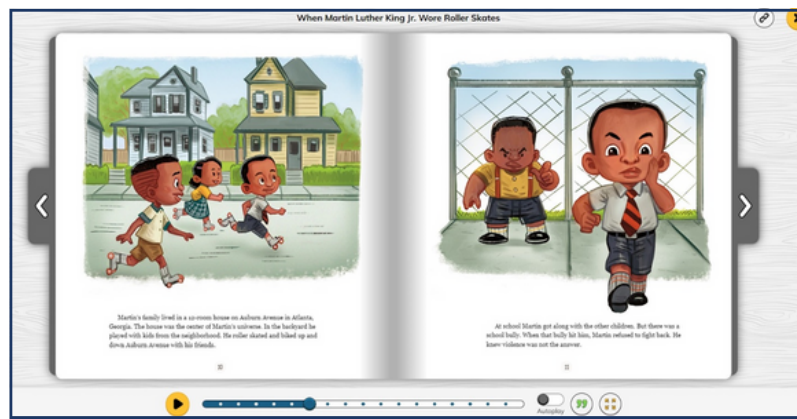 When Martin Luther King Jr. Wore Roller Skates
Martin's family lived in a 12-room house on Auburn Avenue in Atlanta,
Georgia. The house was the center of Martin's universe. In the backyard he
played with kids from the neighborhood. He roller skated and biked up and
down Auburn Avenue with his friends.
10
At school Martin got along with the other children. But there was a
school bully. When that bully hit him, Martin refused to fight back. He
knew violence was not the answer.
11
Autoplay